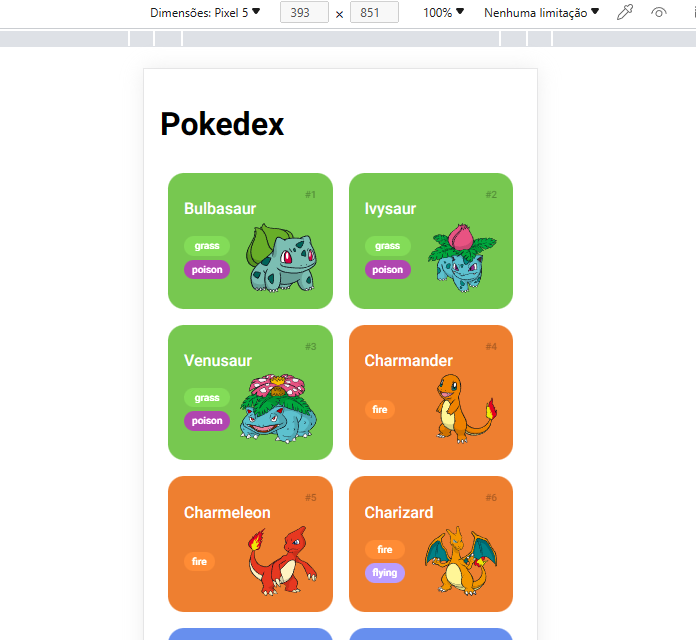 Dimensões: Pixel 5 393 × 851 100% Nenhuma limitação
Pokedex
#1
Bulbasaur
grass
poison
#2
Ivysaur
grass
poison
#3
Venusaur
grass
poison
#4
Charmander
fire
#5
Charmeleon
fire
#6
Charizard
fire
flying